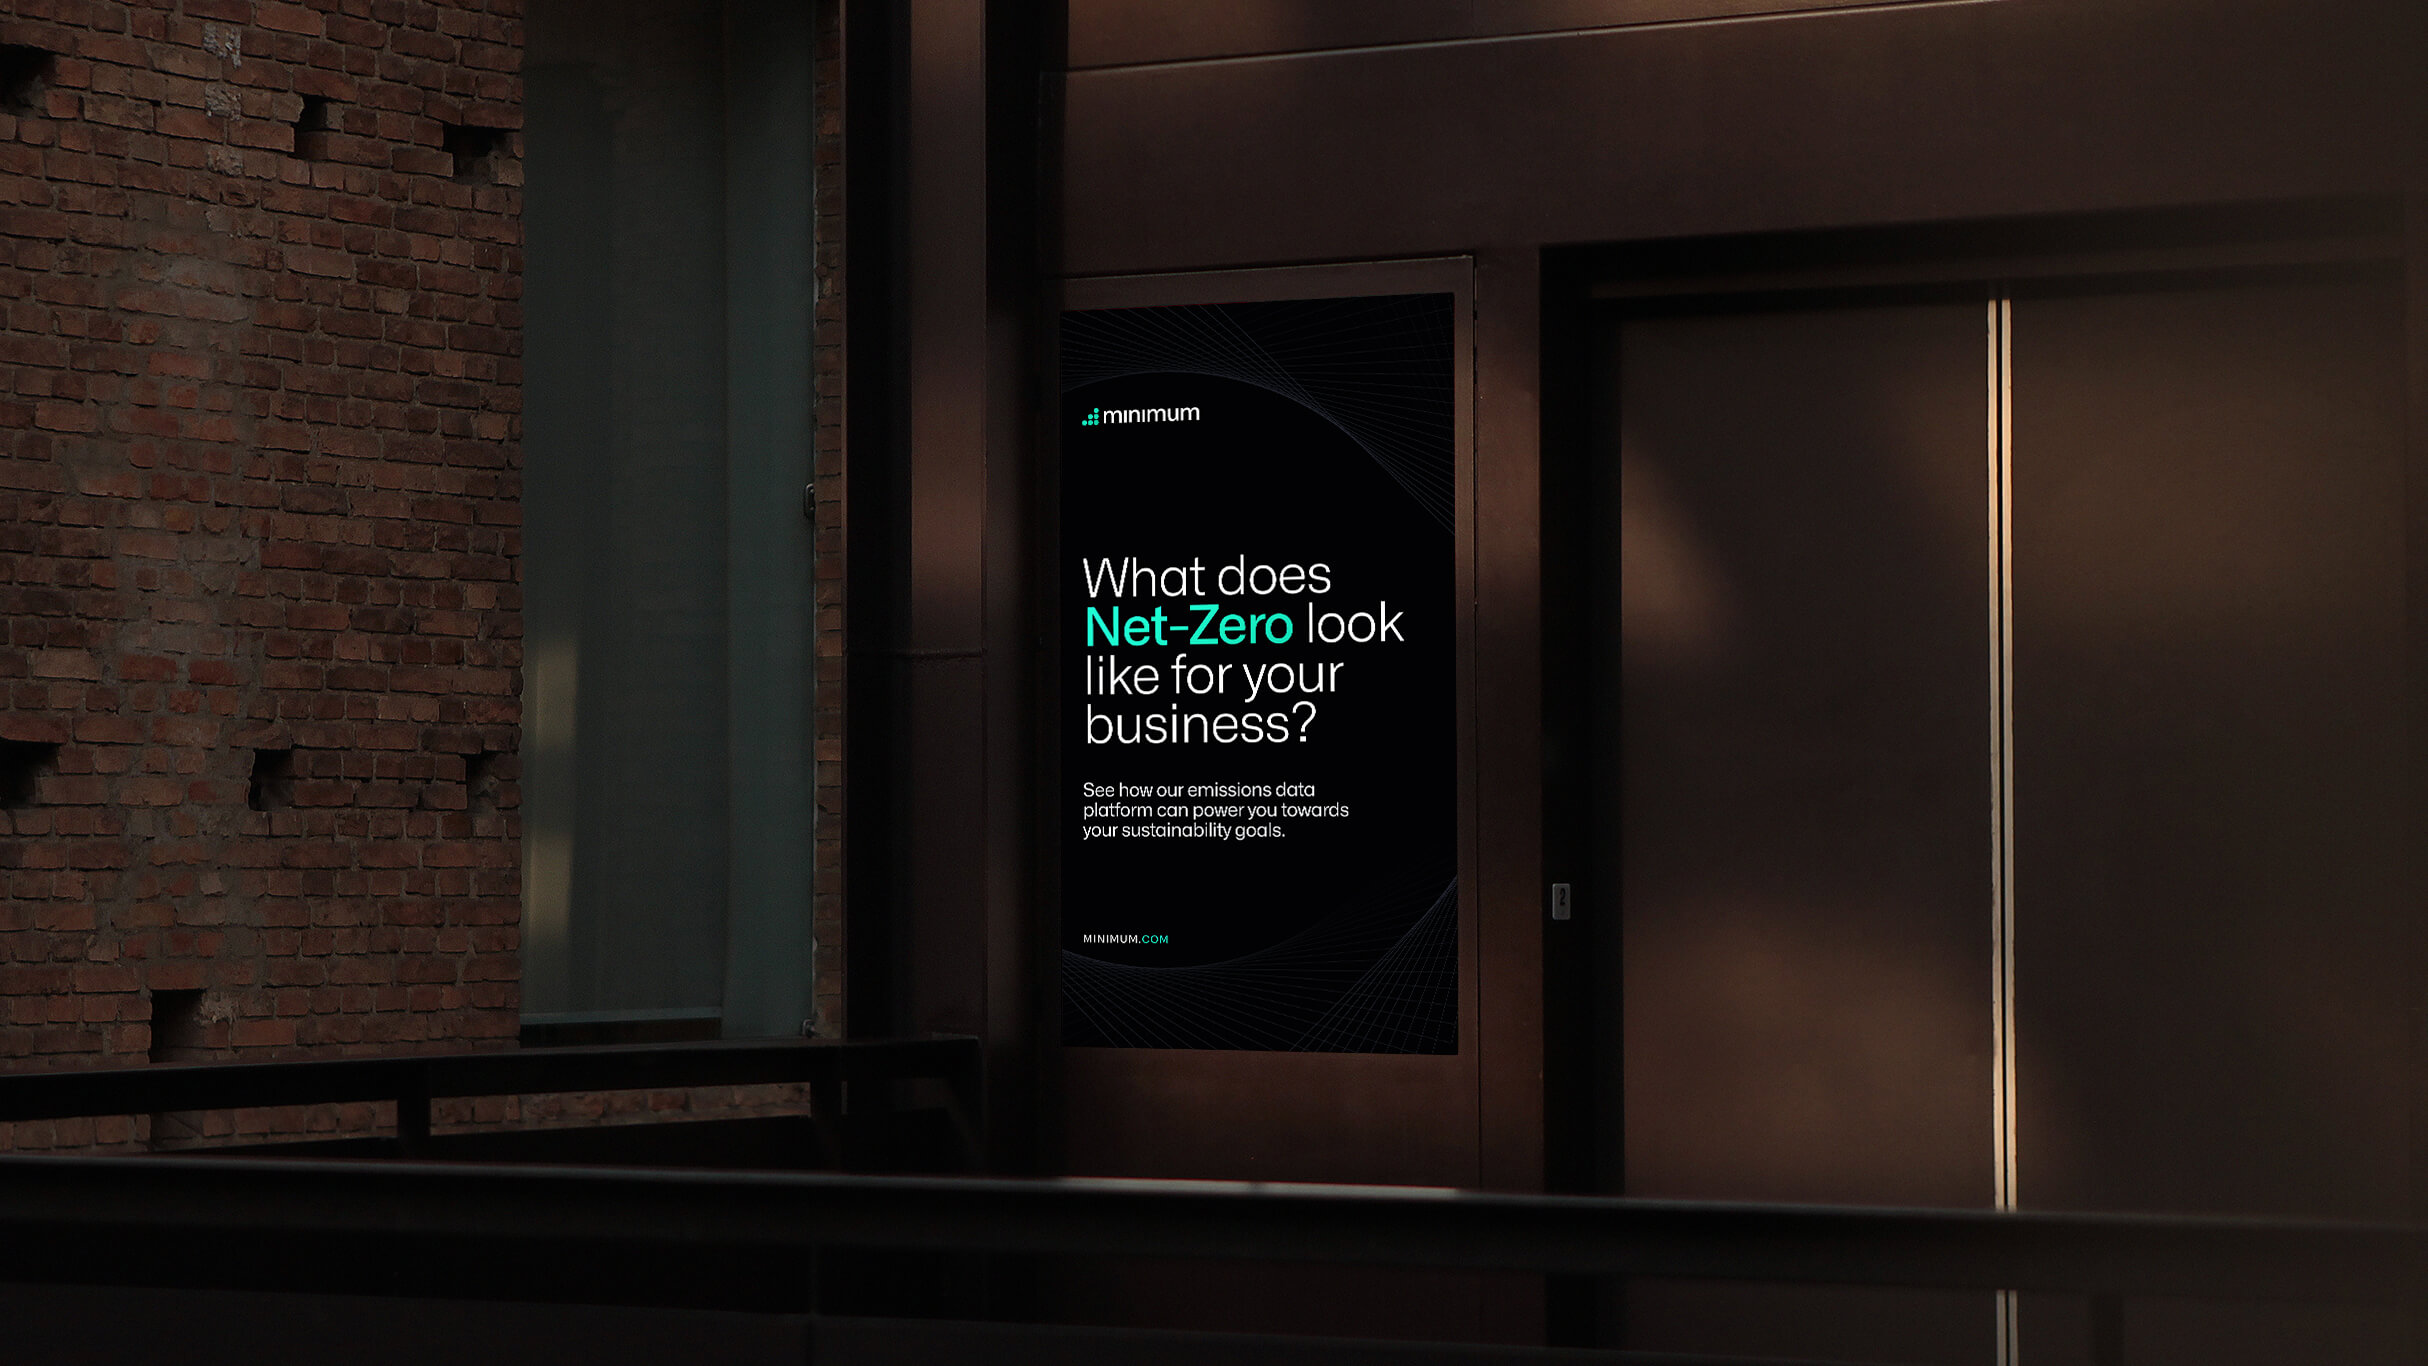 minimum
What does
Net-Zero look
like for your
business?
See how our emissions data
platform can power you towards
your sustainability goals.
MINIMUM.COM
2